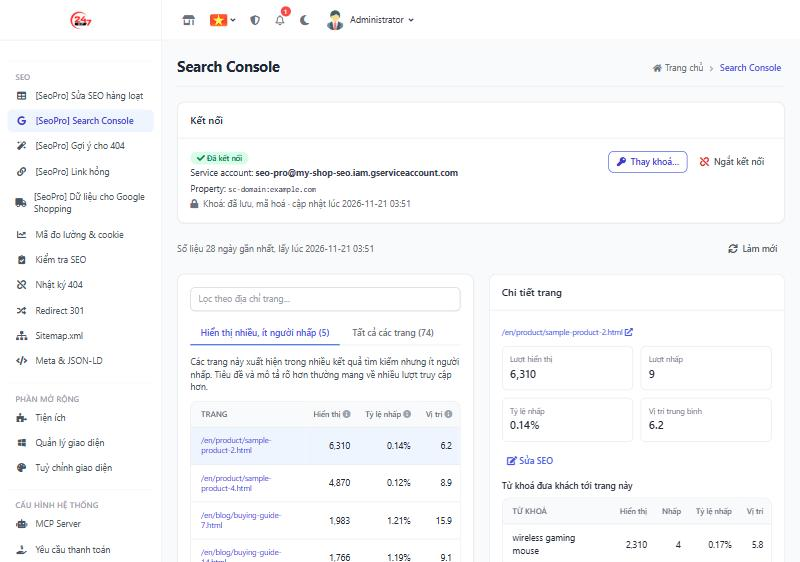 247
1
Administrator
SEO
[SeoPro] Sửa SEO hàng loạt
[SeoPro] Search Console
[SeoPro] Gợi ý cho 404
[SeoPro] Link hỏng
[SeoPro] Dữ liệu cho Google
Shopping
Mã đo lường & cookie
Kiểm tra SEO
Nhật ký 404
Redirect 301
Sitemap.xml
Meta & JSON-LD
PHẦN MỞ RỘNG
Tiện ích
Quản lý giao diện
Tuỳ chỉnh giao diện
CẤU HÌNH HỆ THỐNG
MCP Server
Yêu cầu thanh toán
Search Console
Trang chủ > Search Console
Kết nối
Đã kết nối
Service account: seo-pro@my-shop-seo.iam.gserviceaccount.com
Property: sc-domain:example.com
Khoá: đã lưu, mã hoá · cập nhật lúc 2026-11-21 03:51
Thay khoá...
Ngắt kết nối
Số liệu 28 ngày gần nhất, lấy lúc 2026-11-21 03:51
Làm mới
Lọc theo địa chỉ trang...
Hiển thị nhiều, ít người nhấp (5)
Tất cả các trang (74)
Các trang này xuất hiện trong nhiều kết quả tìm kiếm nhưng ít người
nhấp. Tiêu đề và mô tả rõ hơn thường mang về nhiều lượt truy cập
hơn.
TRANG Hiển thị Tỷ lệ nhấp Vị trí
/en/product/sample-
product-2.html 6,310 0.14% 6.2
/en/product/sample-
product-4.html 4,870 0.12% 8.9
/en/blog/buying-guide-
7.html 1,983 1.21% 15.9
/en/blog/buying-guide-
14.html 1,766 1.19% 9.1
Chi tiết trang
/en/product/sample-product-2.html
Lượt hiển thị
6,310
Lượt nhấp
9
Tỷ lệ nhấp
0.14%
Vị trí trung bình
6.2
Sửa SEO
Từ khoá đưa khách tới trang này
TỪ KHOÁ Hiển thị Nhấp Tỷ lệ nhấp Vị trí
wireless gaming
mouse 2,310 4 0.17% 5.8